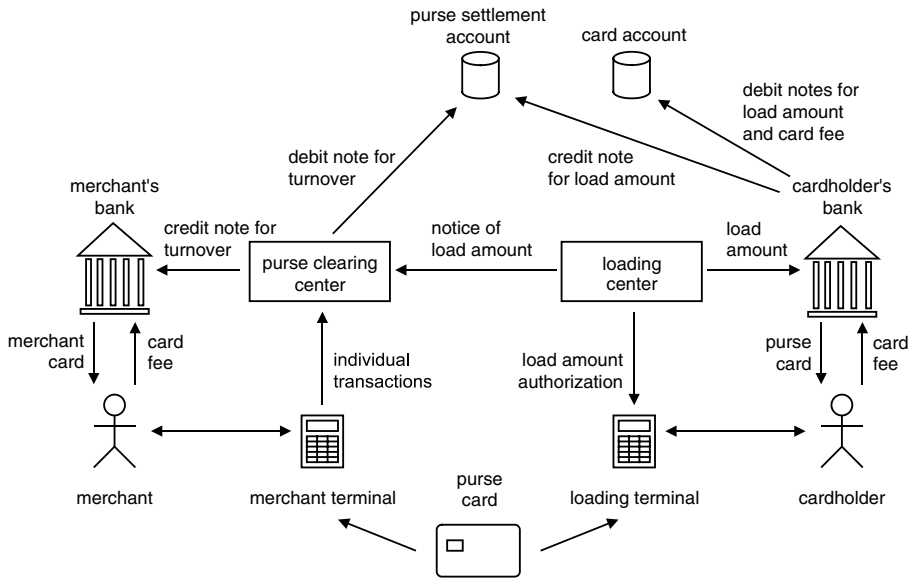 purse settlement
account
card account
debit notes for
load amount
and card fee
debit note for
turnover
credit note
for load amount
merchant's
bank
cardholder's
bank
credit note for
turnover
notice of
load amount
load
amount
purse clearing
center
loading
center
merchant
card
card
fee
individual
transactions
load amount
authorization
purse
card
card
fee
merchant
merchant terminal
purse
card
loading terminal
cardholder